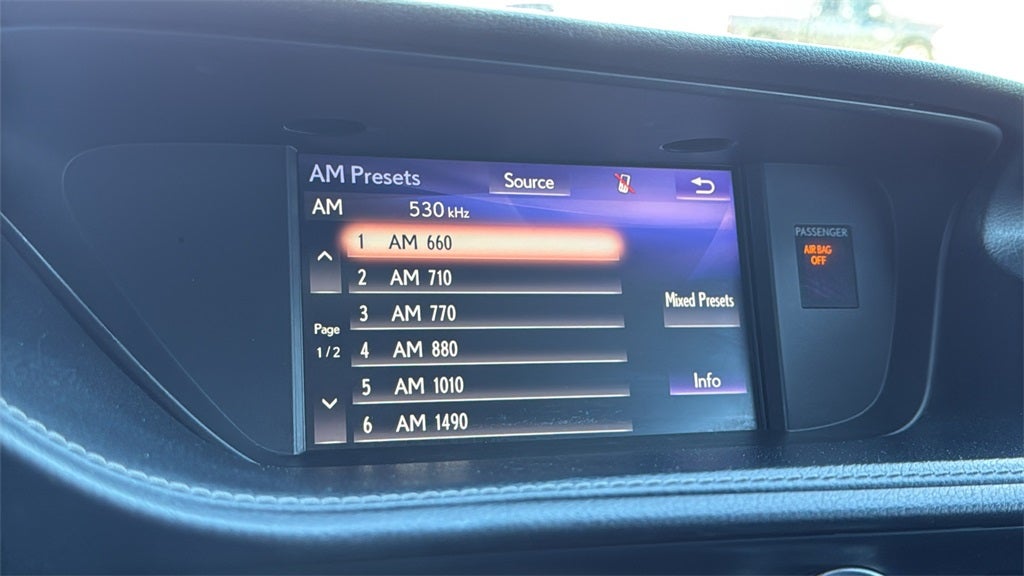 AM Presets
Source
AM 530 kHz
1 AM 660
2 AM 710
3 AM 770
Page
1 / 2
4 AM 880
5 AM 1010
6 AM 1490
Mixed Presets
Info
PASSENGER
AIR BAG
OFF